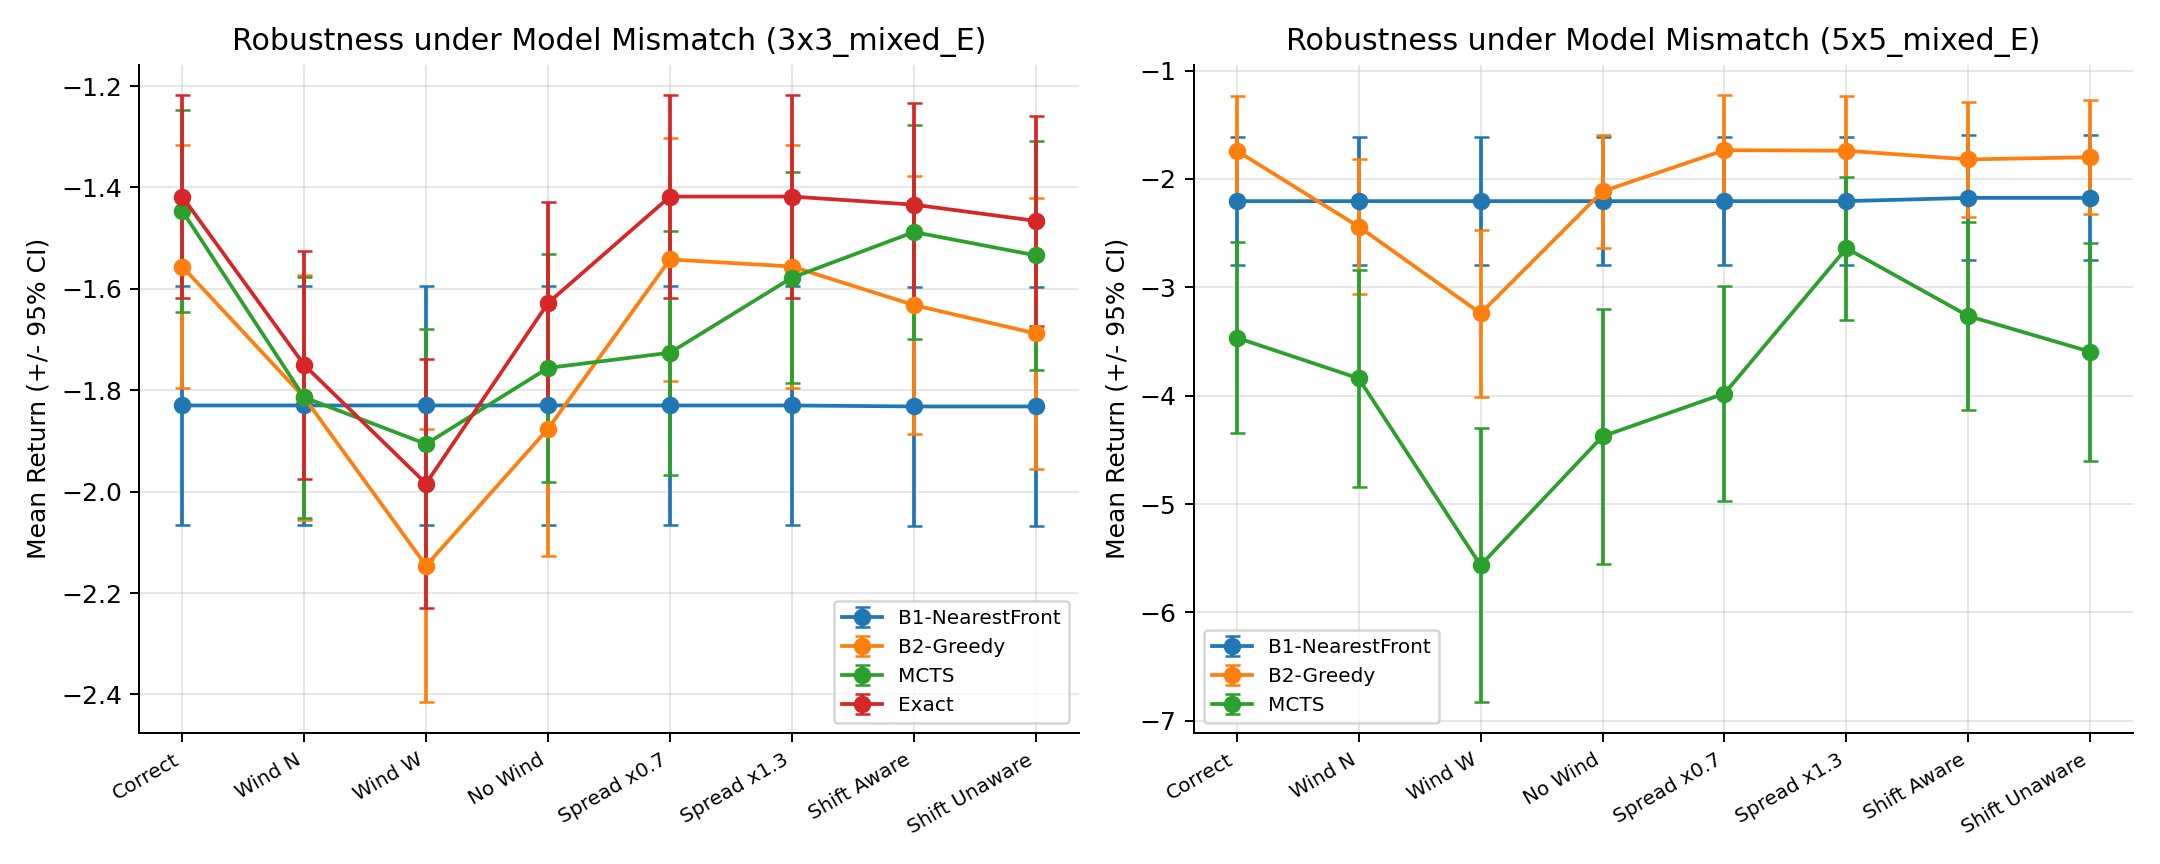 Robustness under Model Mismatch (3x3_mixed_E)
Mean Return (+/- 95% CI)
−1.2
−1.4
−1.6
−1.8
−2.0
−2.2
−2.4
B1-NearestFront
B2-Greedy
MCTS
Exact
Correct
Wind N
Wind W
No Wind
Spread x0.7
Spread x1.3
Shift Aware
Shift Unaware
Robustness under Model Mismatch (5x5_mixed_E)
Mean Return (+/- 95% CI)
−1
−2
−3
−4
−5
−6
−7
B1-NearestFront
B2-Greedy
MCTS
Correct
Wind N
Wind W
No Wind
Spread x0.7
Spread x1.3
Shift Aware
Shift Unaware